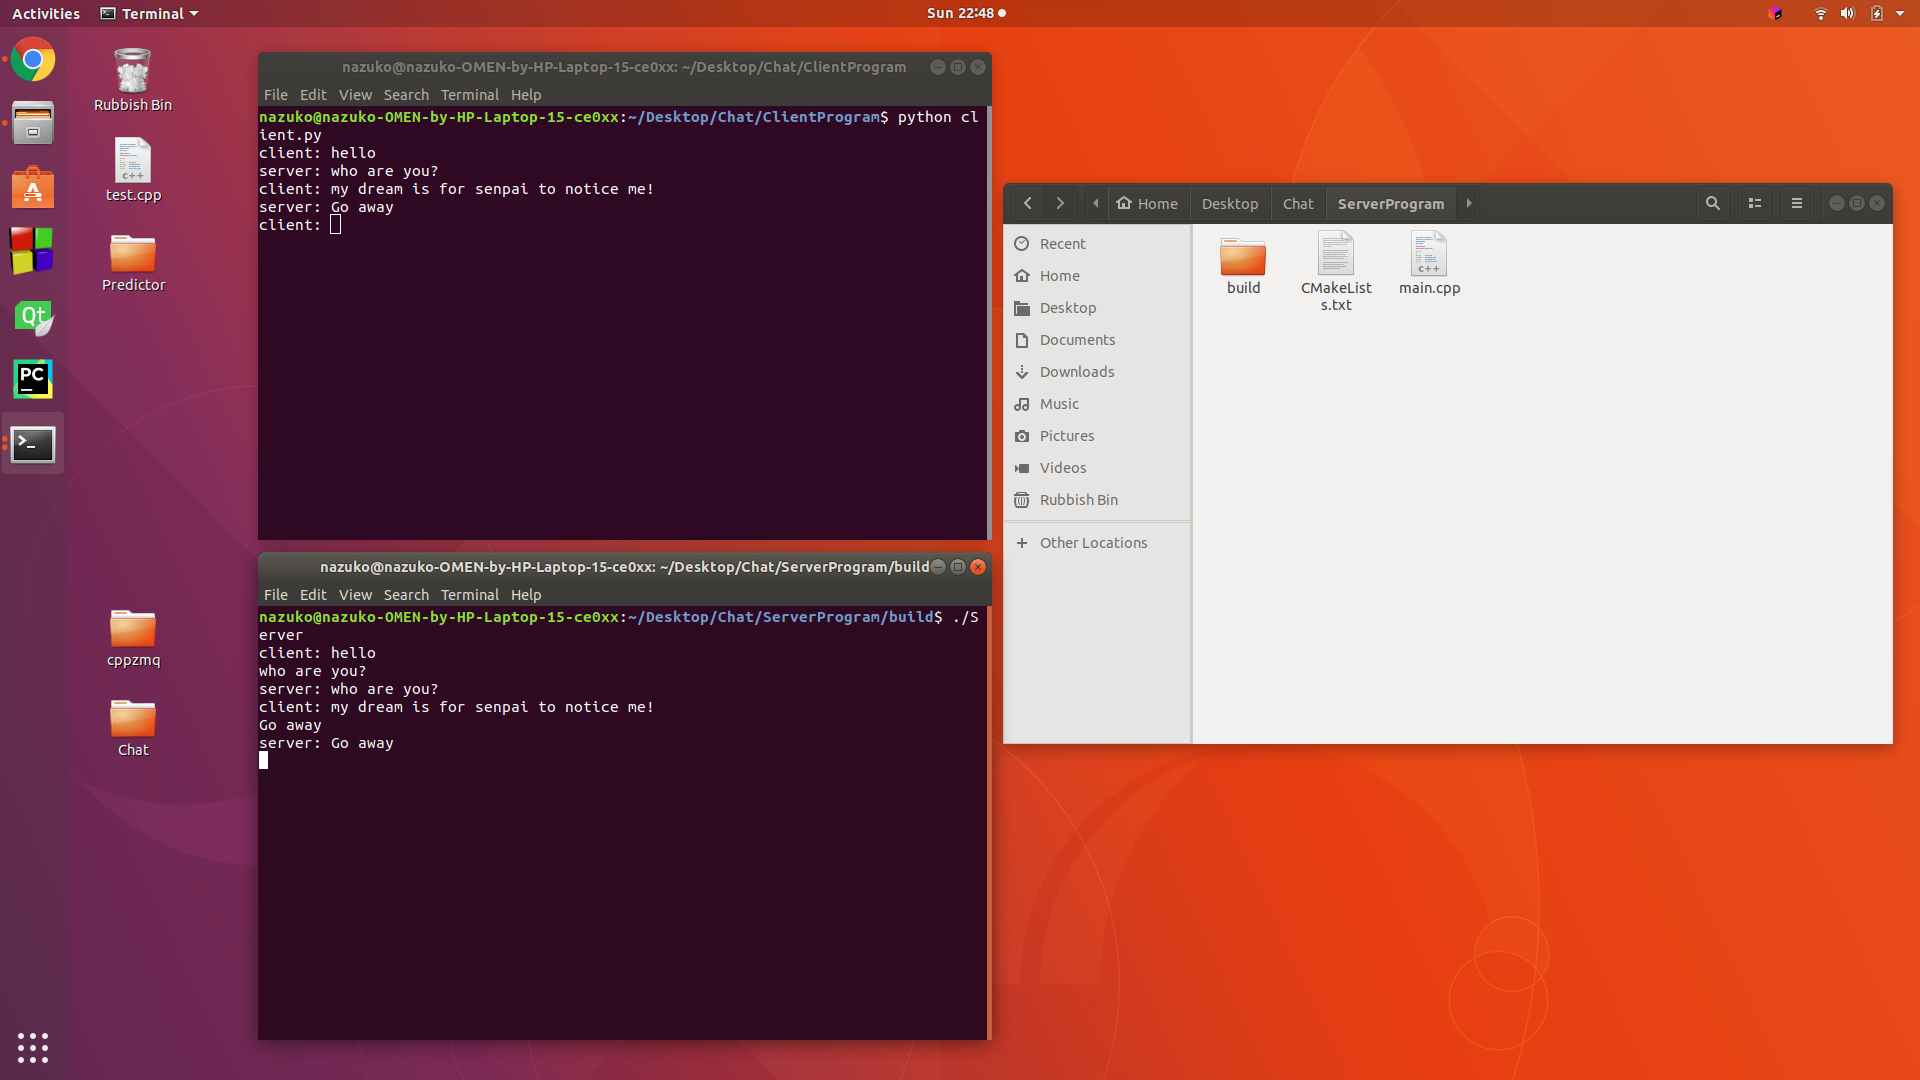 Activities
Terminal
Sun 22:48
Rubbish Bin
test.cpp
Predictor
cppzmq
Chat
Qt
PC
nazuko@nazuko-OMEN-by-HP-Laptop-15-ce0xx: ~/Desktop/Chat/ClientProgram
File Edit View Search Terminal Help
nazuko@nazuko-OMEN-by-HP-Laptop-15-ce0xx:~/Desktop/Chat/ClientProgram$ python cl
ient.py
client: hello
server: who are you?
client: my dream is for senpai to notice me!
server: Go away
client:
nazuko@nazuko-OMEN-by-HP-Laptop-15-ce0xx: ~/Desktop/Chat/ServerProgram/build
File Edit View Search Terminal Help
nazuko@nazuko-OMEN-by-HP-Laptop-15-ce0xx:~/Desktop/Chat/ServerProgram/build$ ./S
erver
client: hello
who are you?
server: who are you?
client: my dream is for senpai to notice me!
Go away
server: Go away
Home Desktop Chat ServerProgram
Recent
Home
Desktop
Documents
Downloads
Music
Pictures
Videos
Rubbish Bin
Other Locations
build
CMakeList
s.txt
main.cpp